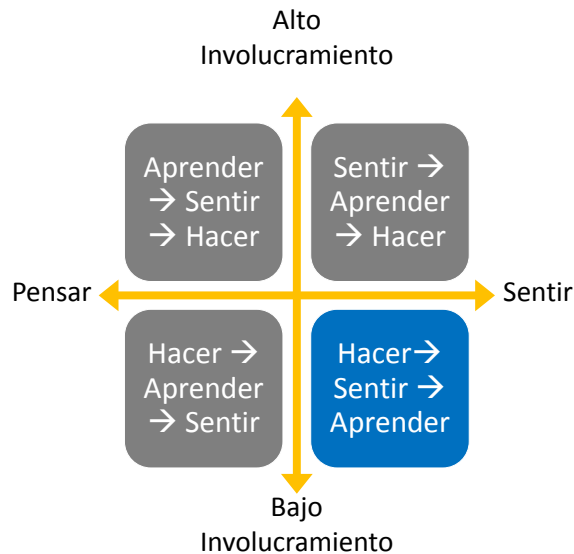 Alto
Involucramiento
Aprender
→ Sentir
→ Hacer
Sentir →
Aprender
→ Hacer
Pensar
Sentir
Hacer →
Aprender
→ Sentir
Hacer→
Sentir →
Aprender
Bajo
Involucramiento